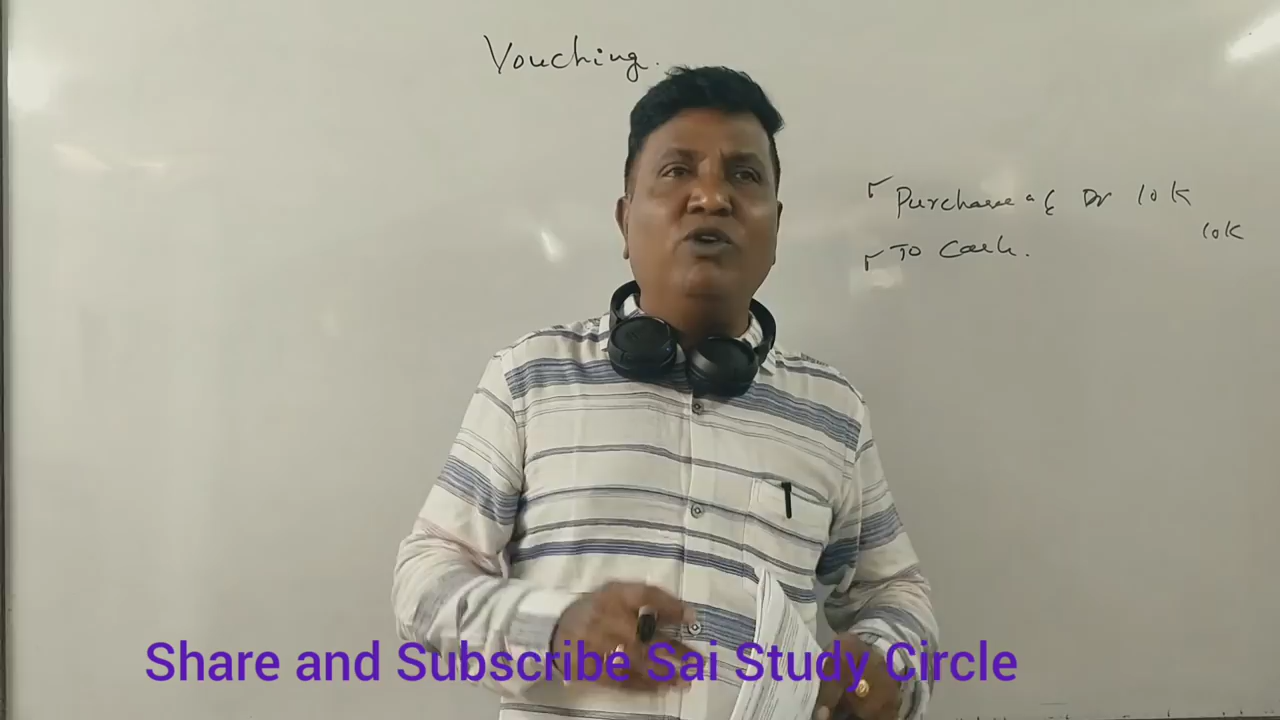 Vouching.
Purchase a/c Dr 10K
10K
To Cash.
Share and Subscribe Sai Study Circle